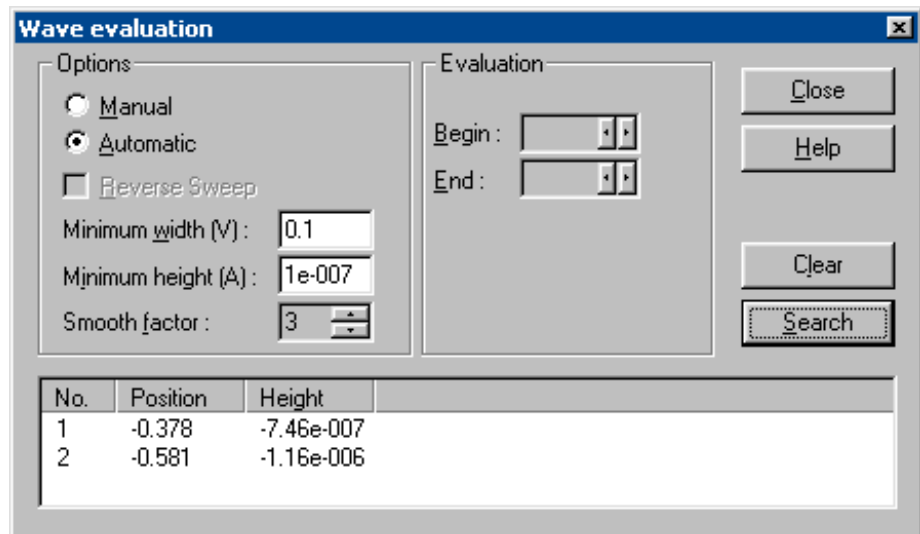 Wave evaluation
Options
Manual
Automatic
Reverse Sweep
Minimum width (V) :
0.1
Minimum height (A) :
1e-007
Smooth factor :
3
Evaluation
Begin :
End :
Close
Help
Clear
Search
No. Position Height
1 -0.378 -7.46e-007
2 -0.581 -1.16e-006